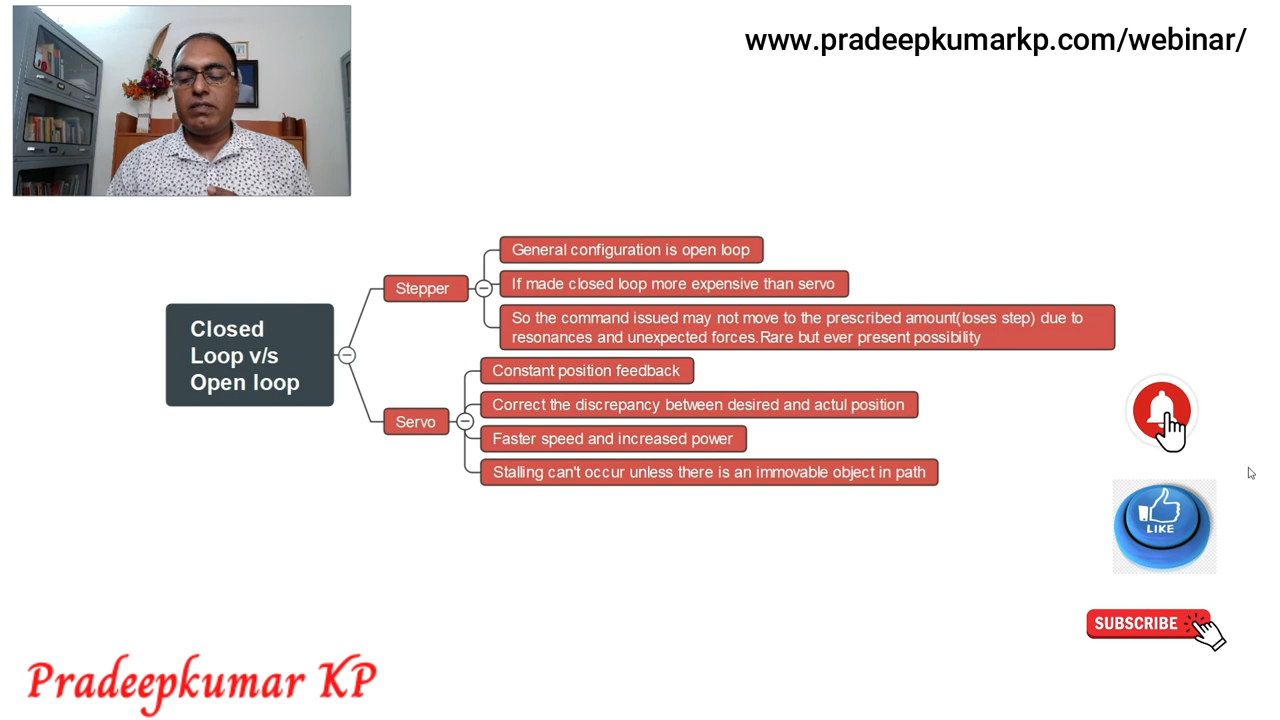 www.pradeepkumarkp.com/webinar/
Closed
Loop v/s
Open loop
Stepper
General configuration is open loop
If made closed loop more expensive than servo
So the command issued may not move to the prescribed amount(loses step) due to
resonances and unexpected forces.Rare but ever present possibility
Servo
Constant position feedback
Correct the discrepancy between desired and actul position
Faster speed and increased power
Stalling can't occur unless there is an immovable object in path
LIKE
SUBSCRIBE
Pradeepkumar KP